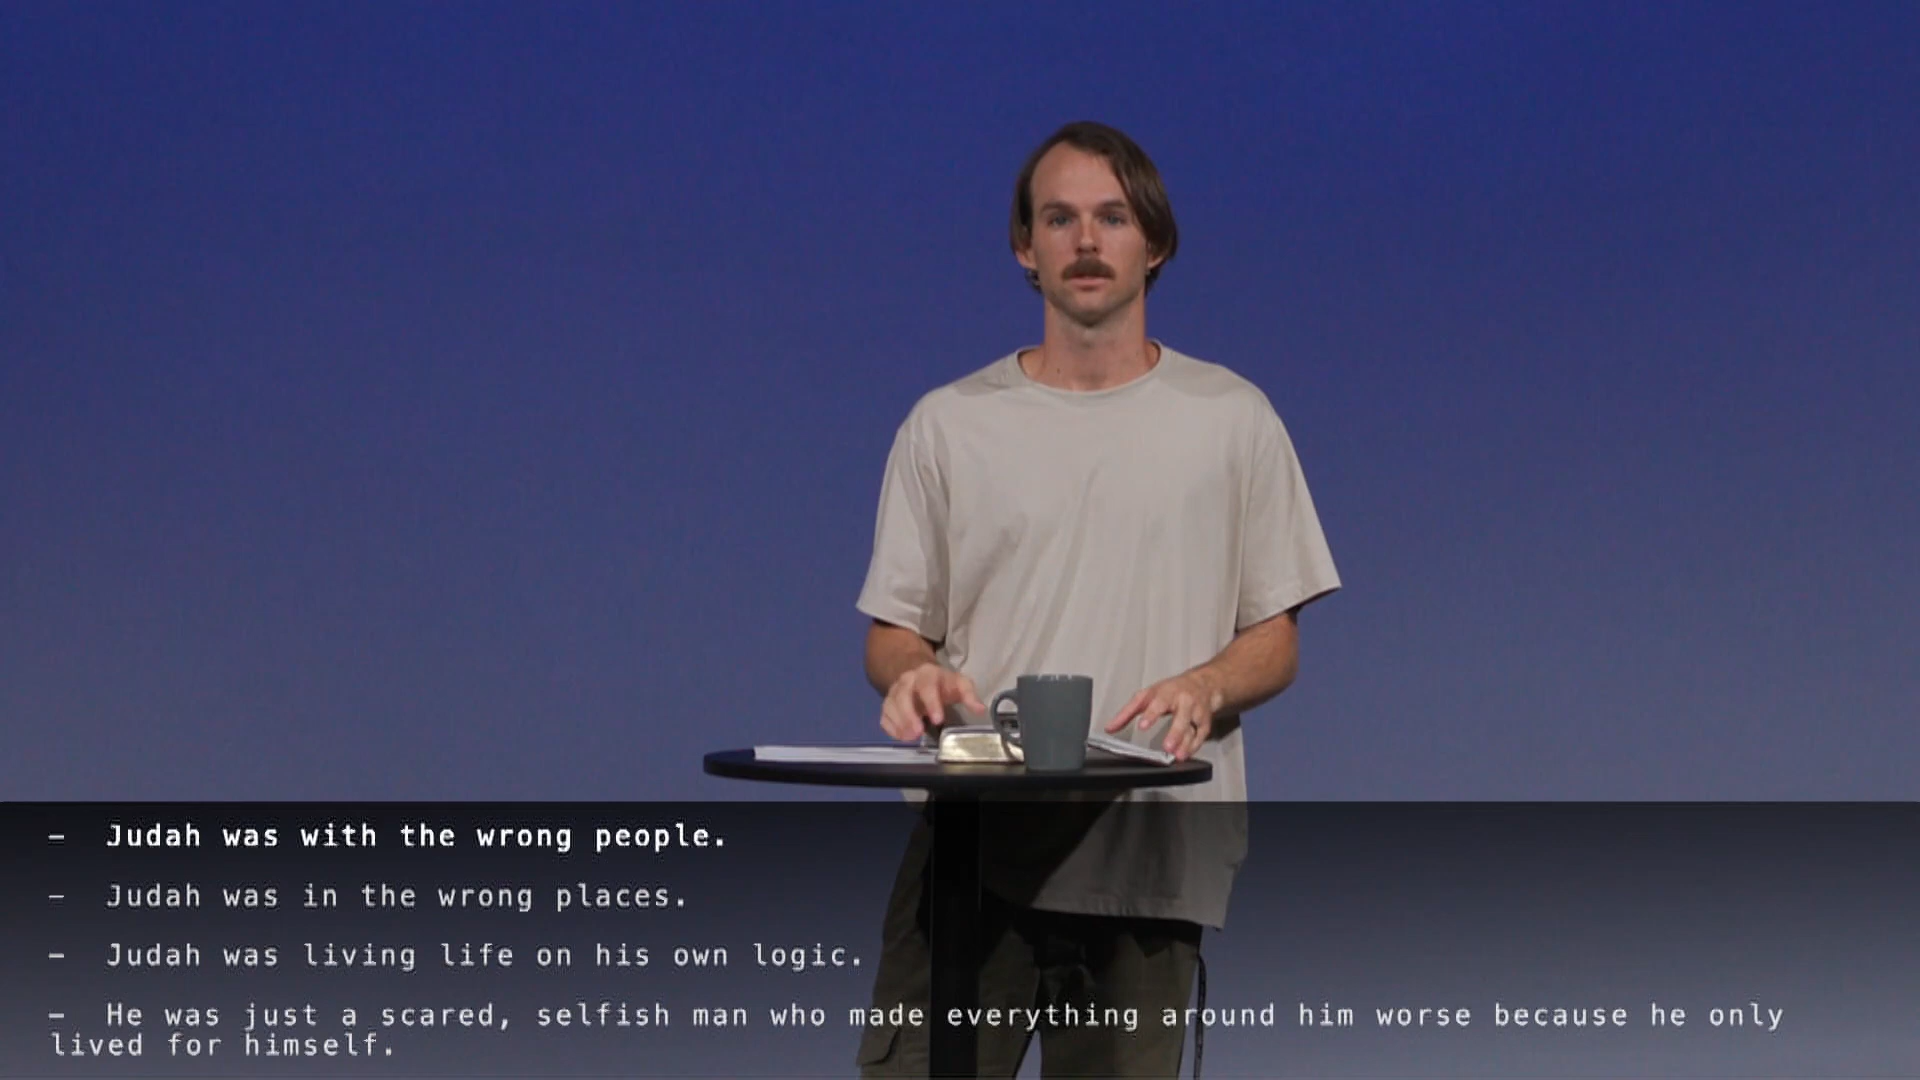 – Judah was with the wrong people.
– Judah was in the wrong places.
– Judah was living life on his own logic.
– He was just a scared, selfish man who made everything around him worse because he only
lived for himself.